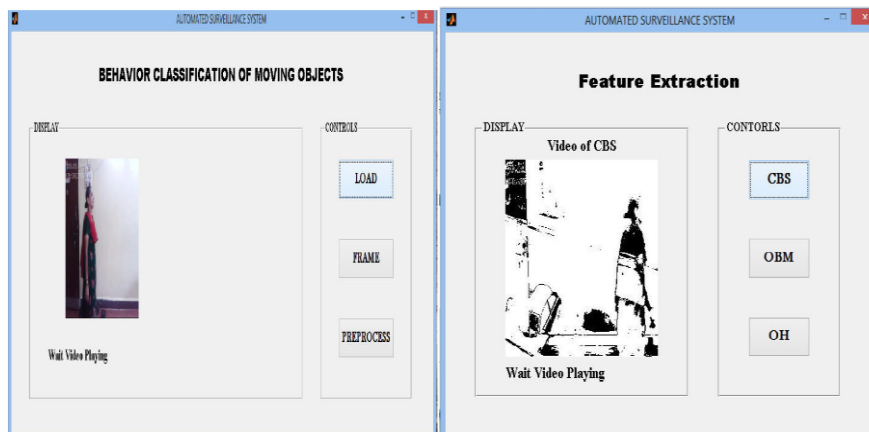 AUTOMATED SURVEILLANCE SYSTEM
BEHAVIOR CLASSIFICATION OF MOVING OBJECTS
DISPLAY
Wait Video Playing
CONTROLS
LOAD
FRAME
PREPROCESS
AUTOMATED SURVEILLANCE SYSTEM
Feature Extraction
DISPLAY
Video of CBS
Wait Video Playing
CONTORLS
CBS
OBM
OH